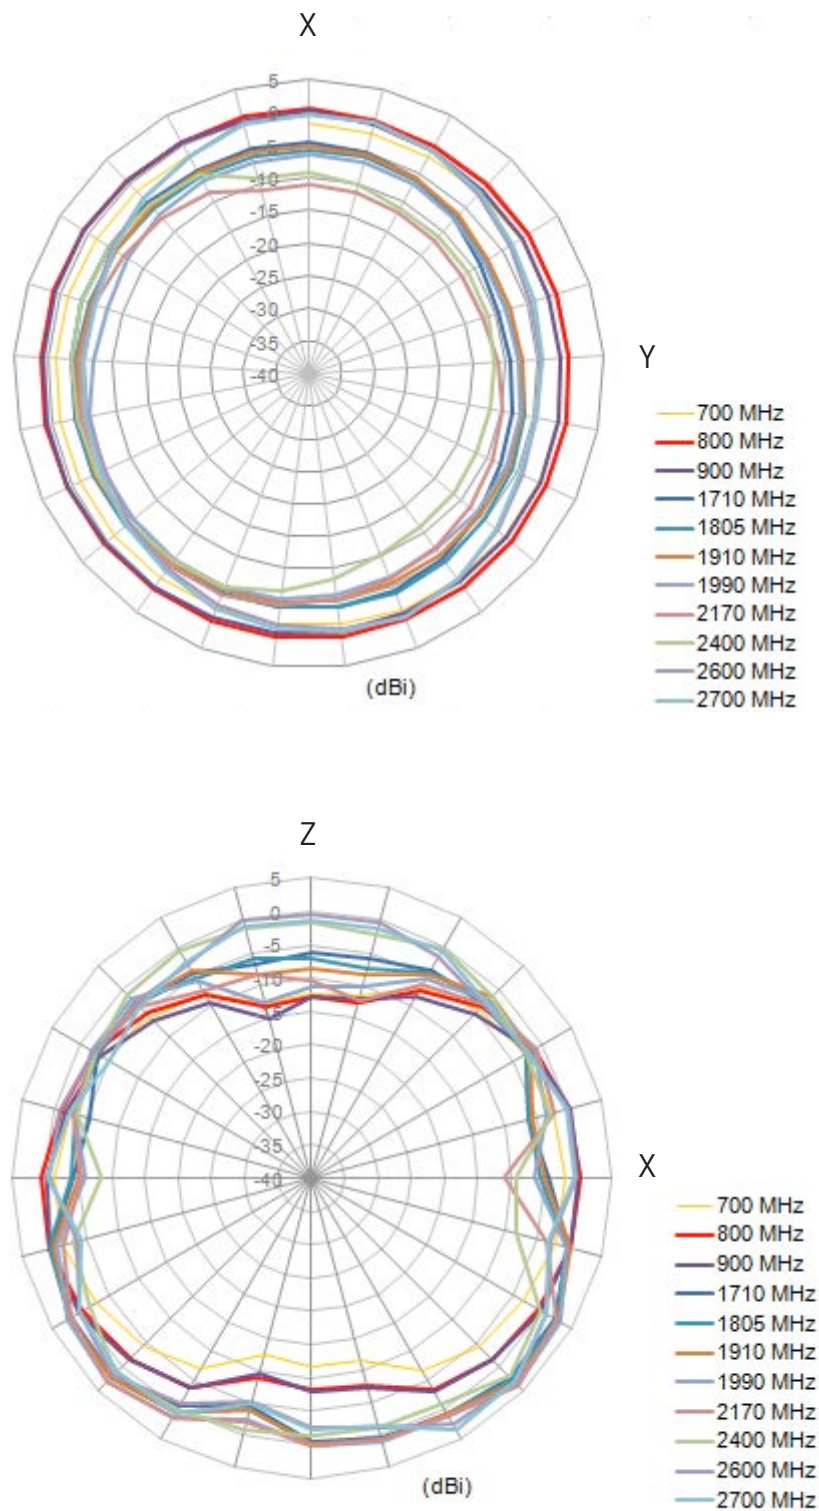 X
5
0
-5
-10
-15
-20
-25
-30
-35
-40
Y
700 MHz
800 MHz
900 MHz
1710 MHz
1805 MHz
1910 MHz
1990 MHz
2170 MHz
2400 MHz
2600 MHz
2700 MHz
(dBi)
Z
5
0
-5
-10
-15
-20
-25
-30
-35
-40
X
700 MHz
800 MHz
900 MHz
1710 MHz
1805 MHz
1910 MHz
1990 MHz
2170 MHz
2400 MHz
2600 MHz
2700 MHz
(dBi)